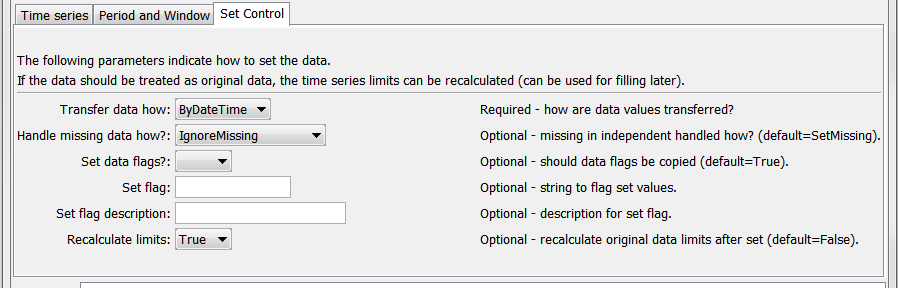 Time series Period and Window Set Control
The following parameters indicate how to set the data.
If the data should be treated as original data, the time series limits can be recalculated (can be used for filling later).
Transfer data how: ByDateTime Required - how are data values transferred?
Handle missing data how?: IgnoreMissing Optional - missing in independent handled how? (default=SetMissing).
Set data flags?: Optional - should data flags be copied (default=True).
Set flag: Optional - string to flag set values.
Set flag description: Optional - description for set flag.
Recalculate limits: True Optional - recalculate original data limits after set (default=False).